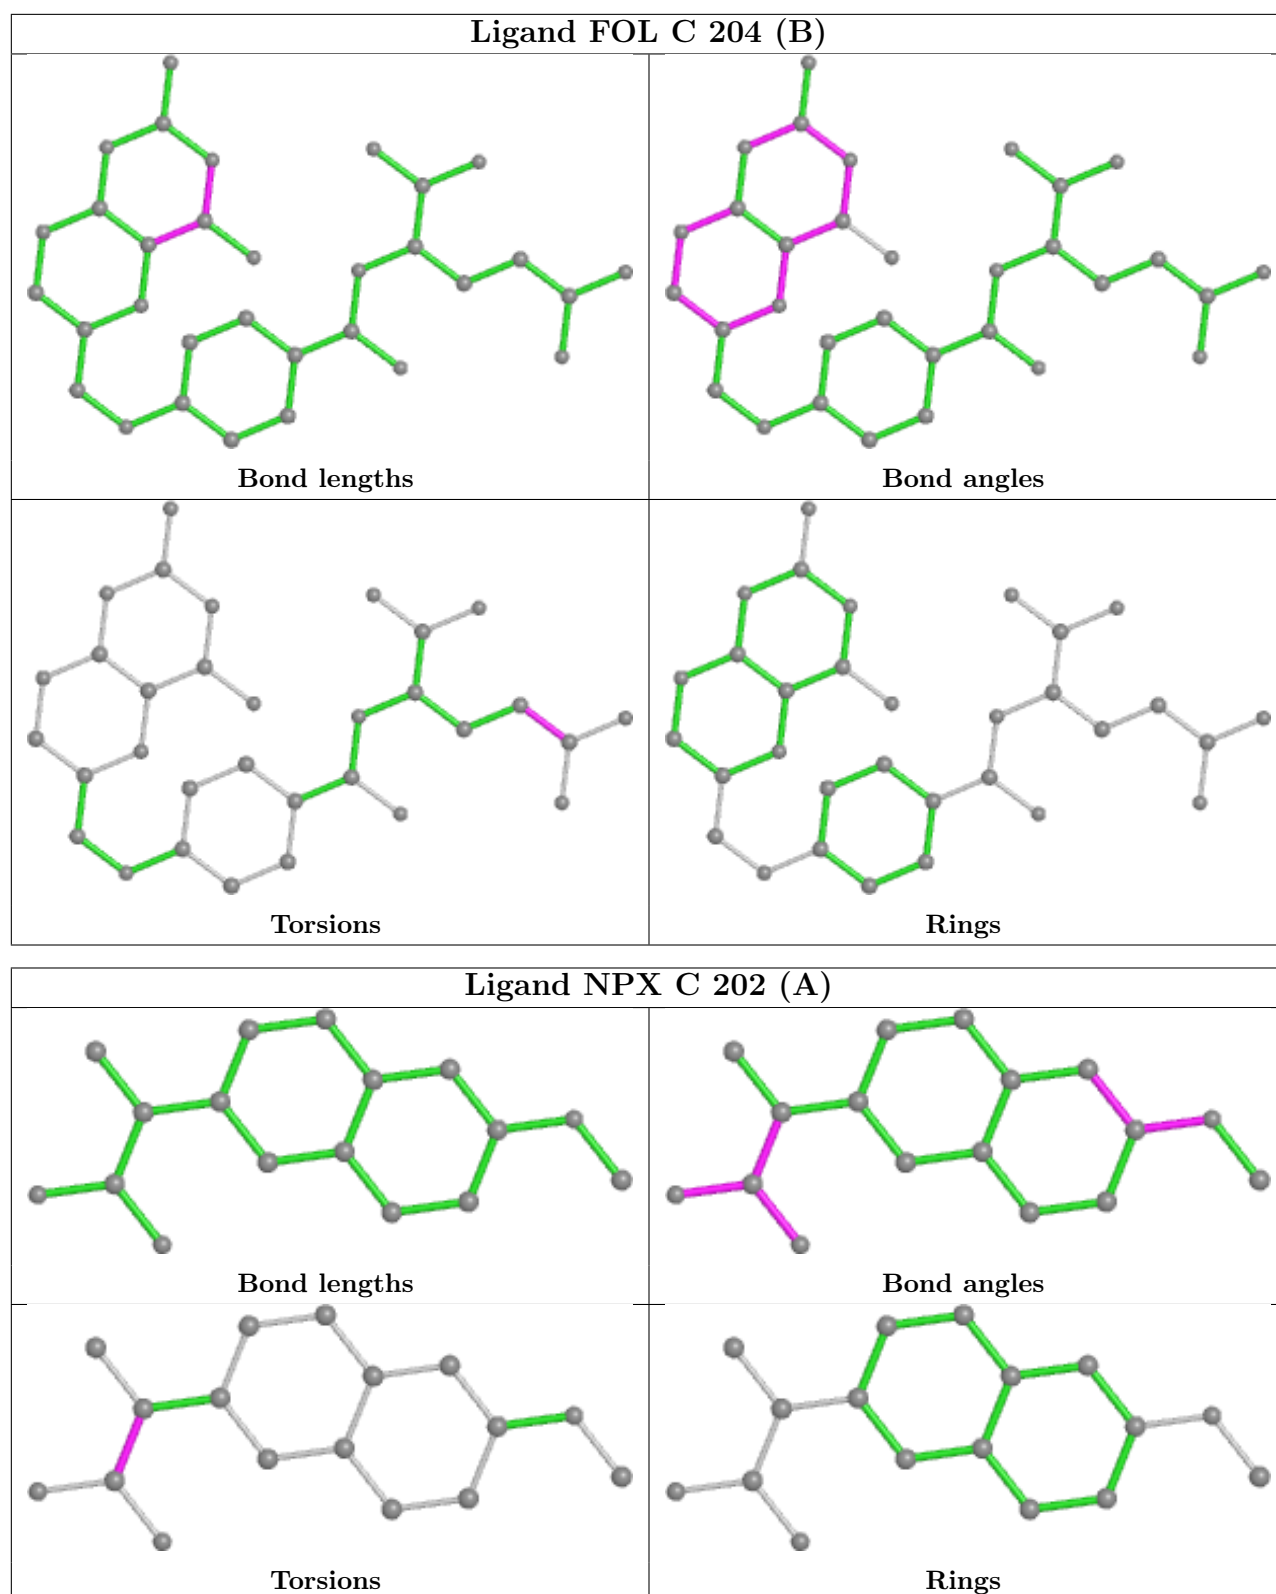 Ligand FOL C 204 (B)
Bond lengths
Bond angles
Torsions
Rings
Ligand NPX C 202 (A)
Bond lengths
Bond angles
Torsions
Rings